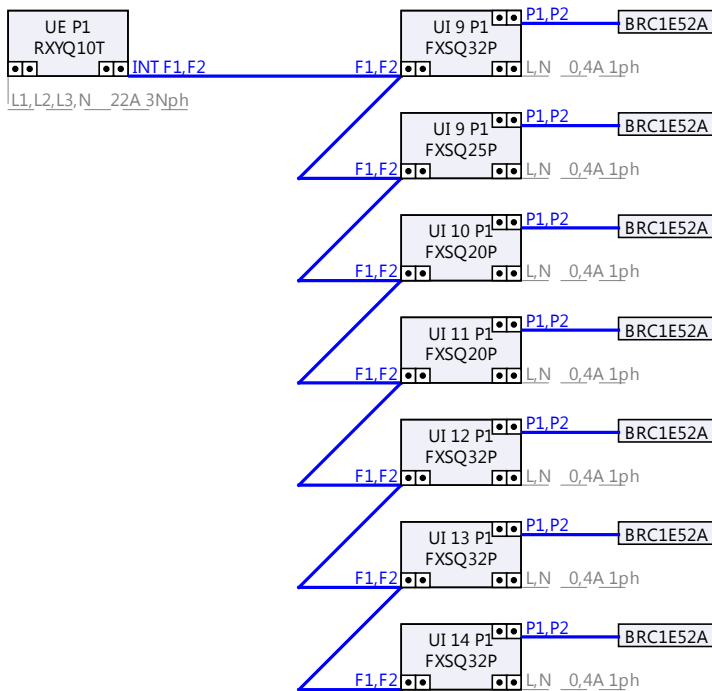 UE P1
RXYQ10T
INT F1,F2
L1,L2,L3,N 22A 3Nph
UI 9 P1
FXSQ32P
F1,F2
P1,P2
BRC1E52A
L,N 0,4A 1ph
UI 9 P1
FXSQ25P
F1,F2
P1,P2
BRC1E52A
L,N 0,4A 1ph
UI 10 P1
FXSQ20P
F1,F2
P1,P2
BRC1E52A
L,N 0,4A 1ph
UI 11 P1
FXSQ20P
F1,F2
P1,P2
BRC1E52A
L,N 0,4A 1ph
UI 12 P1
FXSQ32P
F1,F2
P1,P2
BRC1E52A
L,N 0,4A 1ph
UI 13 P1
FXSQ32P
F1,F2
P1,P2
BRC1E52A
L,N 0,4A 1ph
UI 14 P1
FXSQ32P
F1,F2
P1,P2
BRC1E52A
L,N 0,4A 1ph